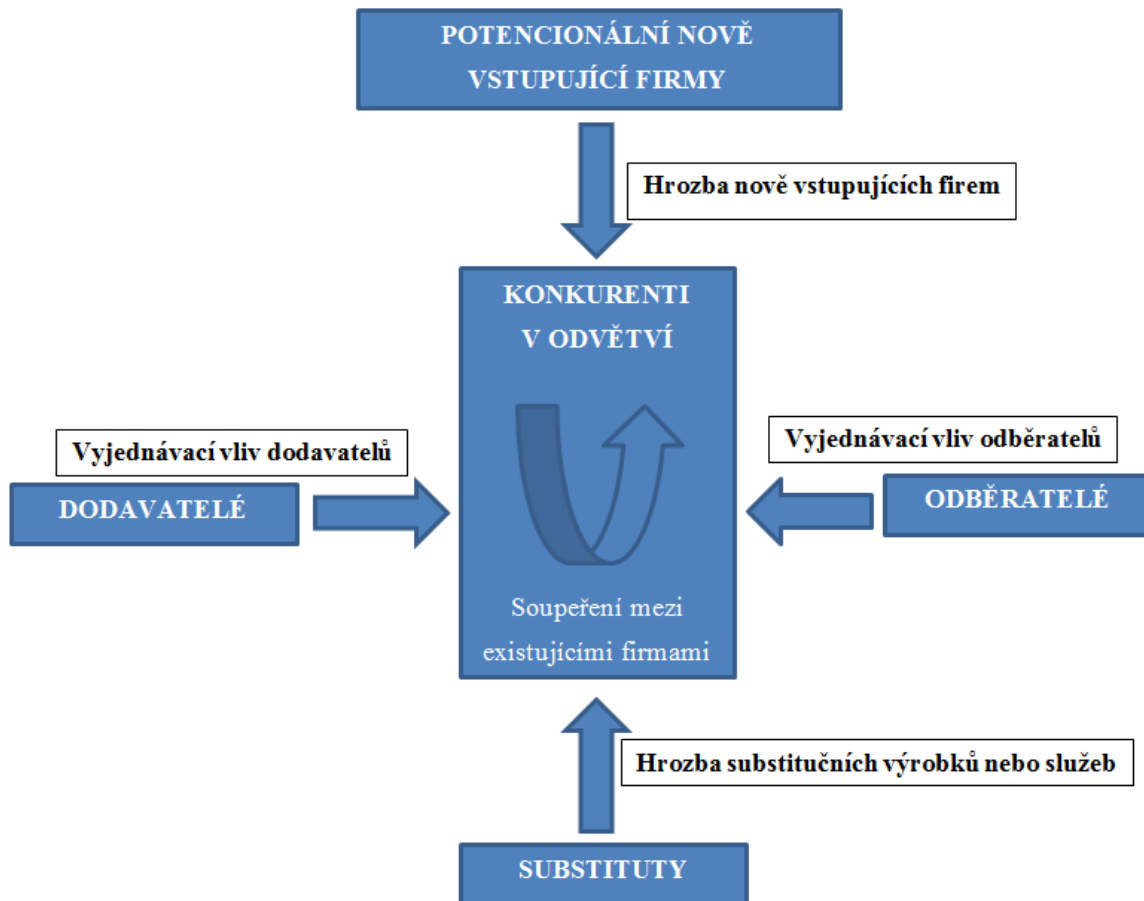 POTENCIONÁLNÍ NOVĚ
VSTUPUJÍCÍ FIRMY
Hrozba nově vstupujících firem
KONKURENTI
V ODVĚTVÍ
Vyjednávací vliv dodavatelů
Vyjednávací vliv odběratelů
DODAVATELÉ
ODBĚRATELÉ
Soupeření mezi
existujícími firmami
Hrozba substitučních výrobků nebo služeb
SUBSTITUTY